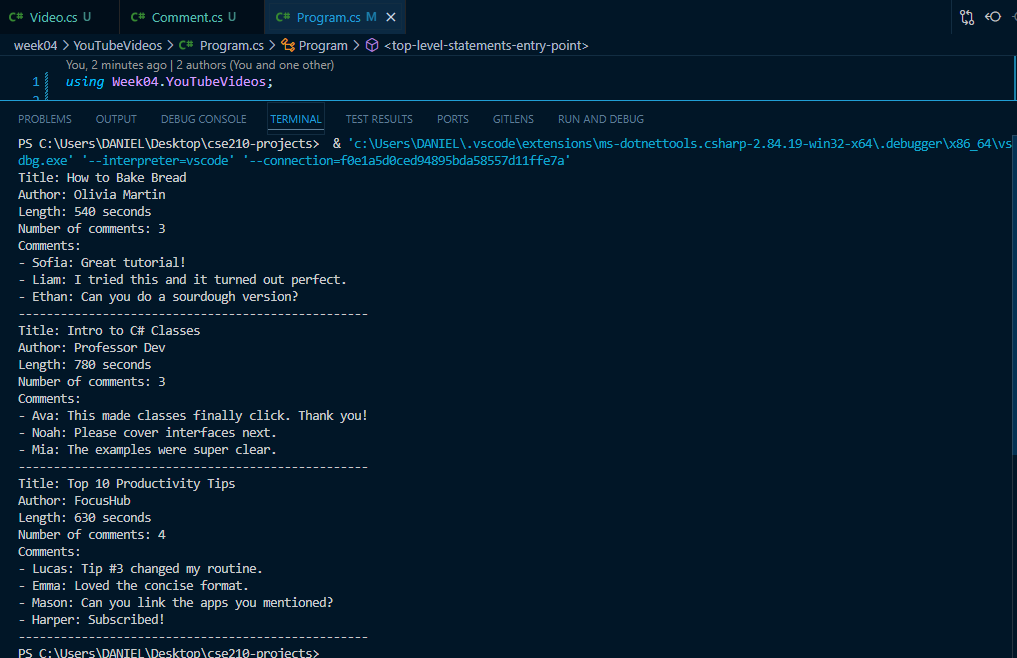 C# Video.cs U C# Comment.cs U C# Program.cs M
week04 > YouTubeVideos > C# Program.cs > Program > <top-level-statements-entry-point>
You, 2 minutes ago | 2 authors (You and one other)
1 using Week04.YouTubeVideos;
PROBLEMS OUTPUT DEBUG CONSOLE TERMINAL TEST RESULTS PORTS GITLENS RUN AND DEBUG
PS C:\Users\DANIEL\Desktop\cse210-projects>  & 'c:\Users\DANIEL\.vscode\extensions\ms-dotnettools.csharp-2.84.19-win32-x64\.debugger\x86_64\vs
dbg.exe' '--interpreter=vscode' '--connection=f0e1a5d0ced94895bda58557d11ffe7a'
Title: How to Bake Bread
Author: Olivia Martin
Length: 540 seconds
Number of comments: 3
Comments:
- Sofia: Great tutorial!
- Liam: I tried this and it turned out perfect.
- Ethan: Can you do a sourdough version?
--------------------------------------------------
Title: Intro to C# Classes
Author: Professor Dev
Length: 780 seconds
Number of comments: 3
Comments:
- Ava: This made classes finally click. Thank you!
- Noah: Please cover interfaces next.
- Mia: The examples were super clear.
--------------------------------------------------
Title: Top 10 Productivity Tips
Author: FocusHub
Length: 630 seconds
Number of comments: 4
Comments:
- Lucas: Tip #3 changed my routine.
- Emma: Loved the concise format.
- Mason: Can you link the apps you mentioned?
- Harper: Subscribed!
--------------------------------------------------
PS C:\Users\DANIEL\Desktop\cse210-projects>